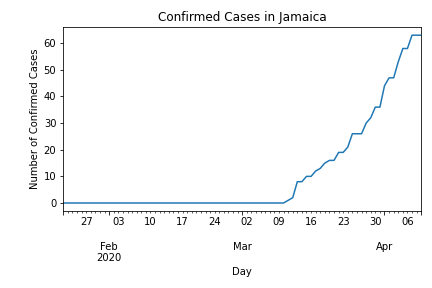 Confirmed Cases in Jamaica
Number of Confirmed Cases
60
50
40
30
20
10
0
27 03 10 17 24 02 09 16 23 30 06
Feb Mar Apr
2020
Day